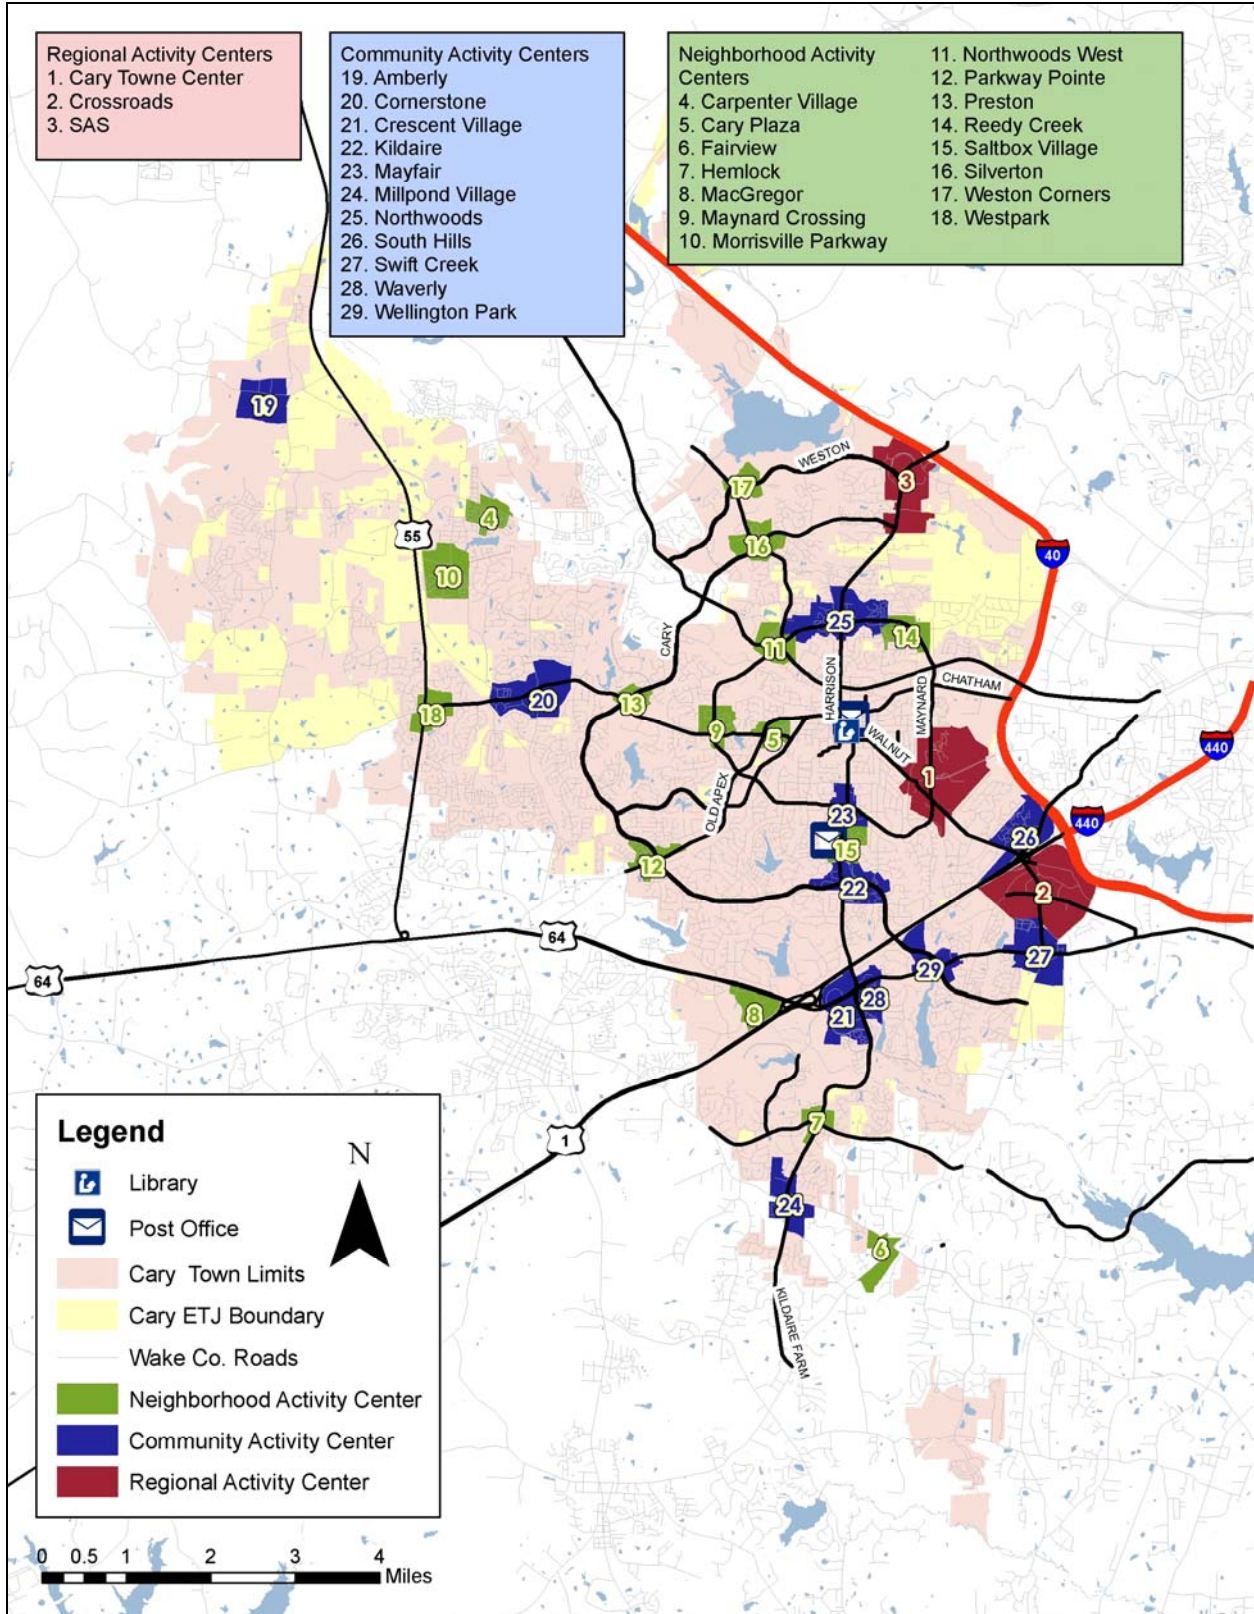 Regional Activity Centers
1. Cary Towne Center
2. Crossroads
3. SAS
Community Activity Centers
19. Amberly
20. Cornerstone
21. Crescent Village
22. Kildaire
23. Mayfair
24. Millpond Village
25. Northwoods
26. South Hills
27. Swift Creek
28. Waverly
29. Wellington Park
Neighborhood Activity
Centers
4. Carpenter Village
5. Cary Plaza
6. Fairview
7. Hemlock
8. MacGregor
9. Maynard Crossing
10. Morrisville Parkway
11. Northwoods West
12. Parkway Pointe
13. Preston
14. Reedy Creek
15. Saltbox Village
16. Silverton
17. Weston Corners
18. Westpark
19
WESTON
3
17
4
55
16
40
10
25
14
11
CARY
HARRISON
MAYNARD
CHATHAM
20
13
18
9
5
WALNUT
440
1
OLD APEX
23
440
26
15
12
22
2
64
27
64
29
8
21
28
7
1
24
6
KILDAIRE FARM
Legend
N
Library
Post Office
Cary Town Limits
Cary ETJ Boundary
Wake Co. Roads
Neighborhood Activity Center
Community Activity Center
Regional Activity Center
0 0.5 1 2 3 4
Miles